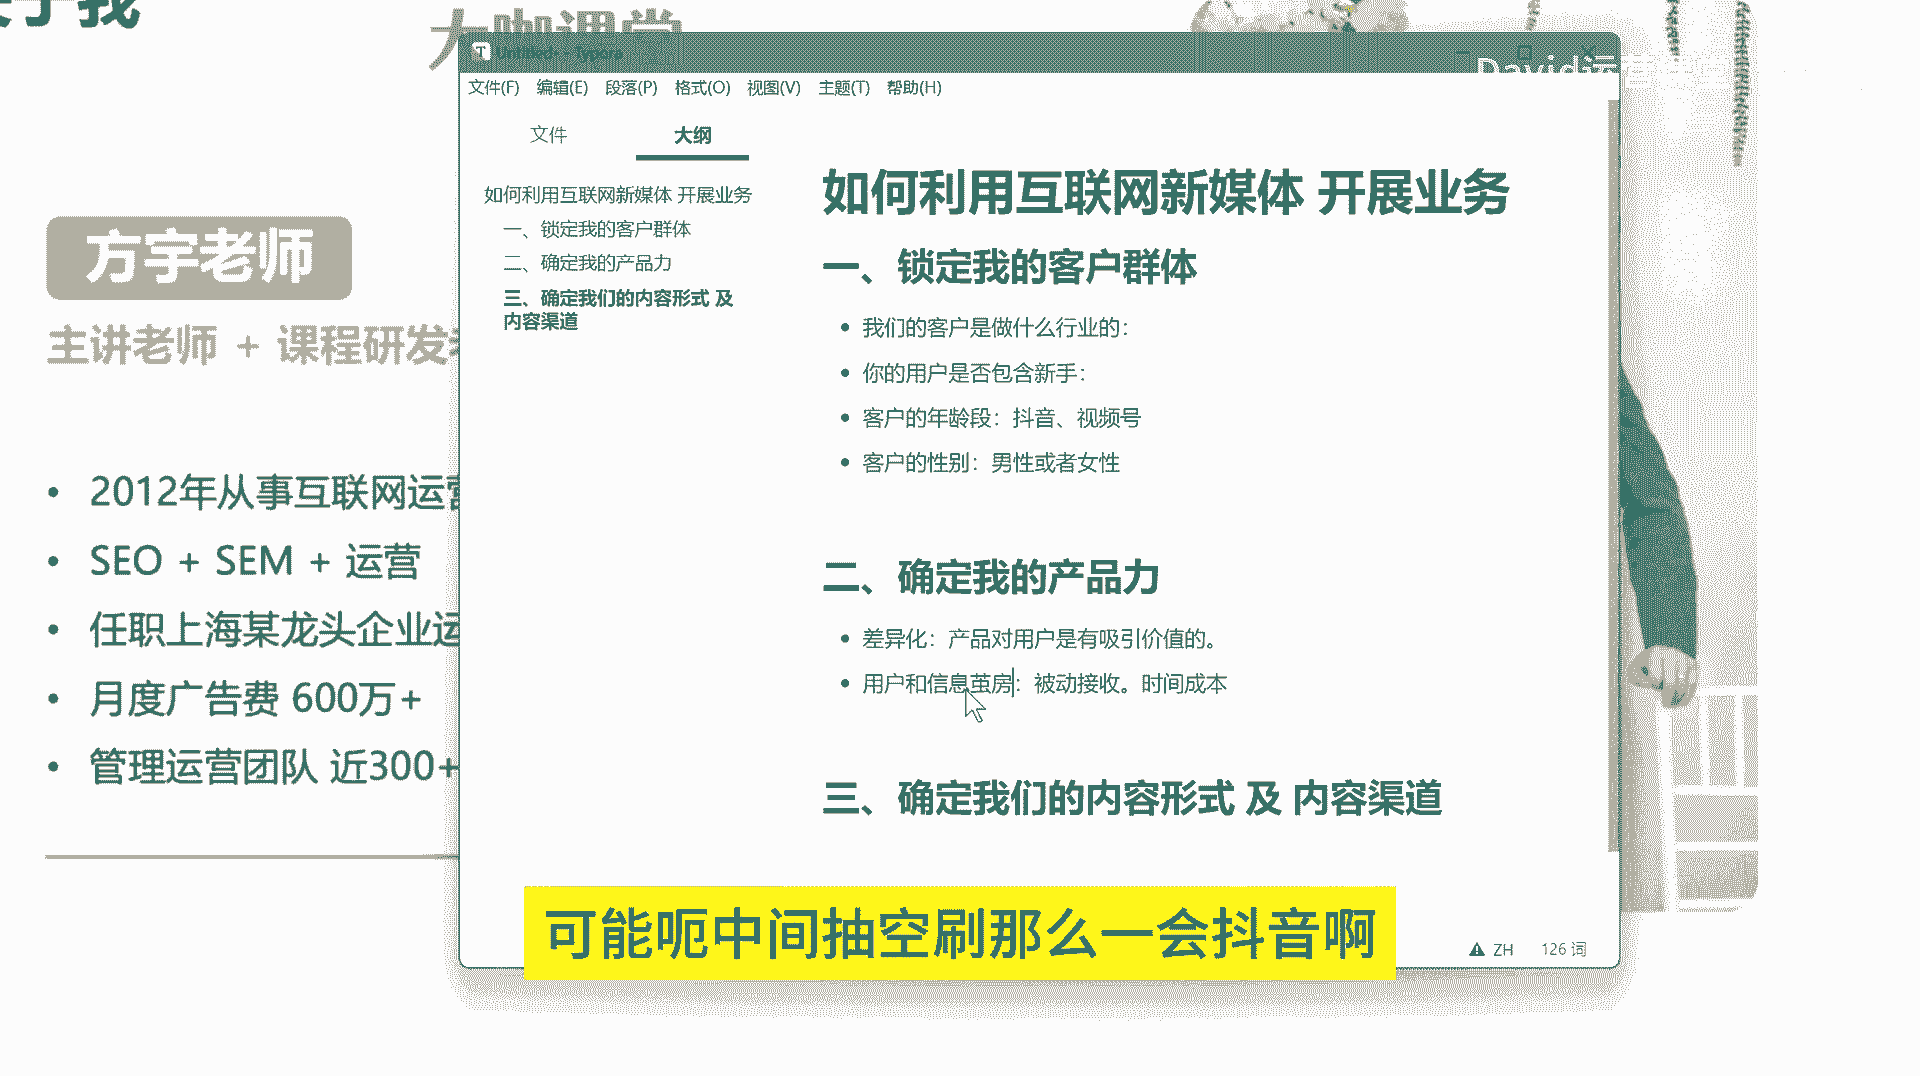 大咖课堂
Untitled• - Typora
文件(F) 编辑(E) 段落(P) 格式(O) 视图(V) 主题(T) 帮助(H)
文件 大纲
如何利用互联网新媒体 开展业务
一、锁定我的客户群体
二、确定我的产品力
三、确定我们的内容形式 及
内容渠道
如何利用互联网新媒体 开展业务
一、锁定我的客户群体
我们的客户是做什么行业的：
你的用户是否包含新手：
客户的年龄段：抖音、视频号
客户的性别：男性或者女性
二、确定我的产品力
差异化：产品对用户是有吸引价值的。
用户和信息茧房：被动接收。时间成本
三、确定我们的内容形式 及 内容渠道
ZH 126 词
方宇老师
主讲老师 + 课程研发
2012年从事互联网运营
SEO + SEM + 运营
任职上海某龙头企业运
月度广告费 600万+
管理运营团队 近300+
可能呃中间抽空刷那么一会抖音啊